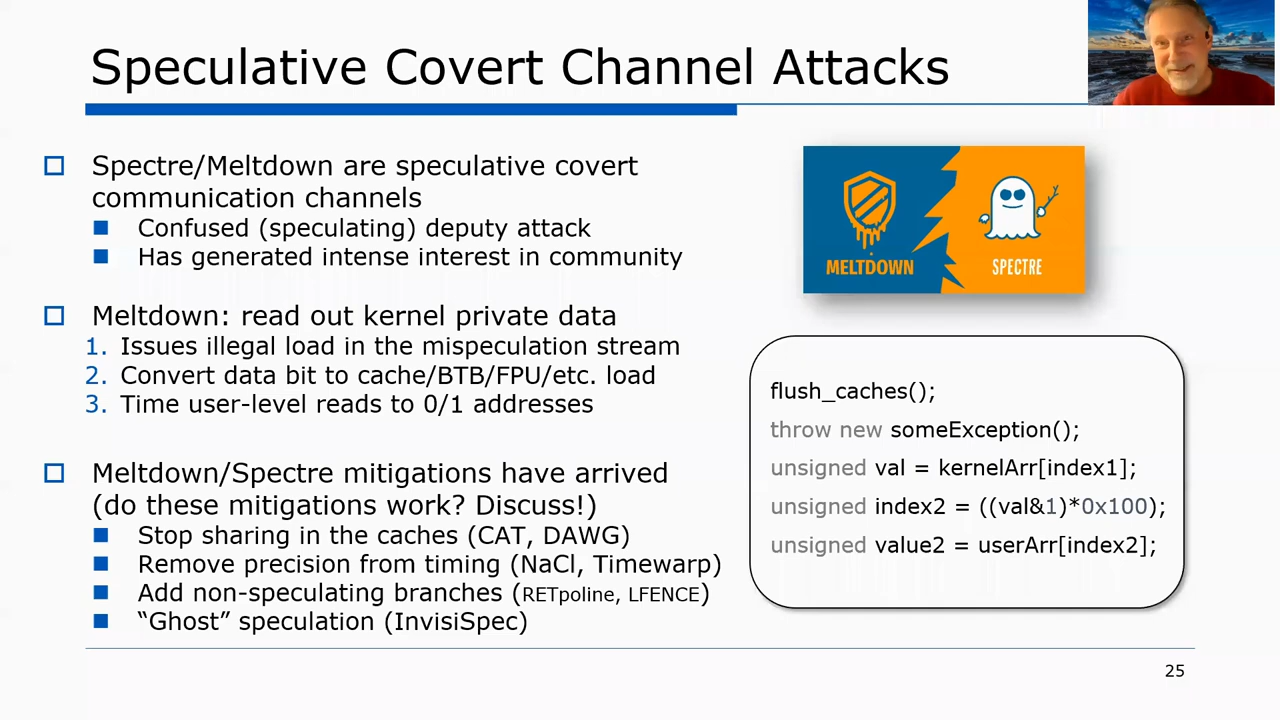 Speculative Covert Channel Attacks
Spectre/Meltdown are speculative covert
communication channels
Confused (speculating) deputy attack
Has generated intense interest in community
Meltdown: read out kernel private data
1. Issues illegal load in the mispeculation stream
2. Convert data bit to cache/BTB/FPU/etc. load
3. Time user-level reads to 0/1 addresses
Meltdown/Spectre mitigations have arrived
(do these mitigations work? Discuss!)
Stop sharing in the caches (CAT, DAWG)
Remove precision from timing (NaCl, Timewarp)
Add non-speculating branches (RETpoline, LFENCE)
“Ghost” speculation (InvisiSpec)
MELTDOWN
SPECTRE
flush_caches();
throw new someException();
unsigned val = kernelArr[index1];
unsigned index2 = ((val&1)*0x100);
unsigned value2 = userArr[index2];
25